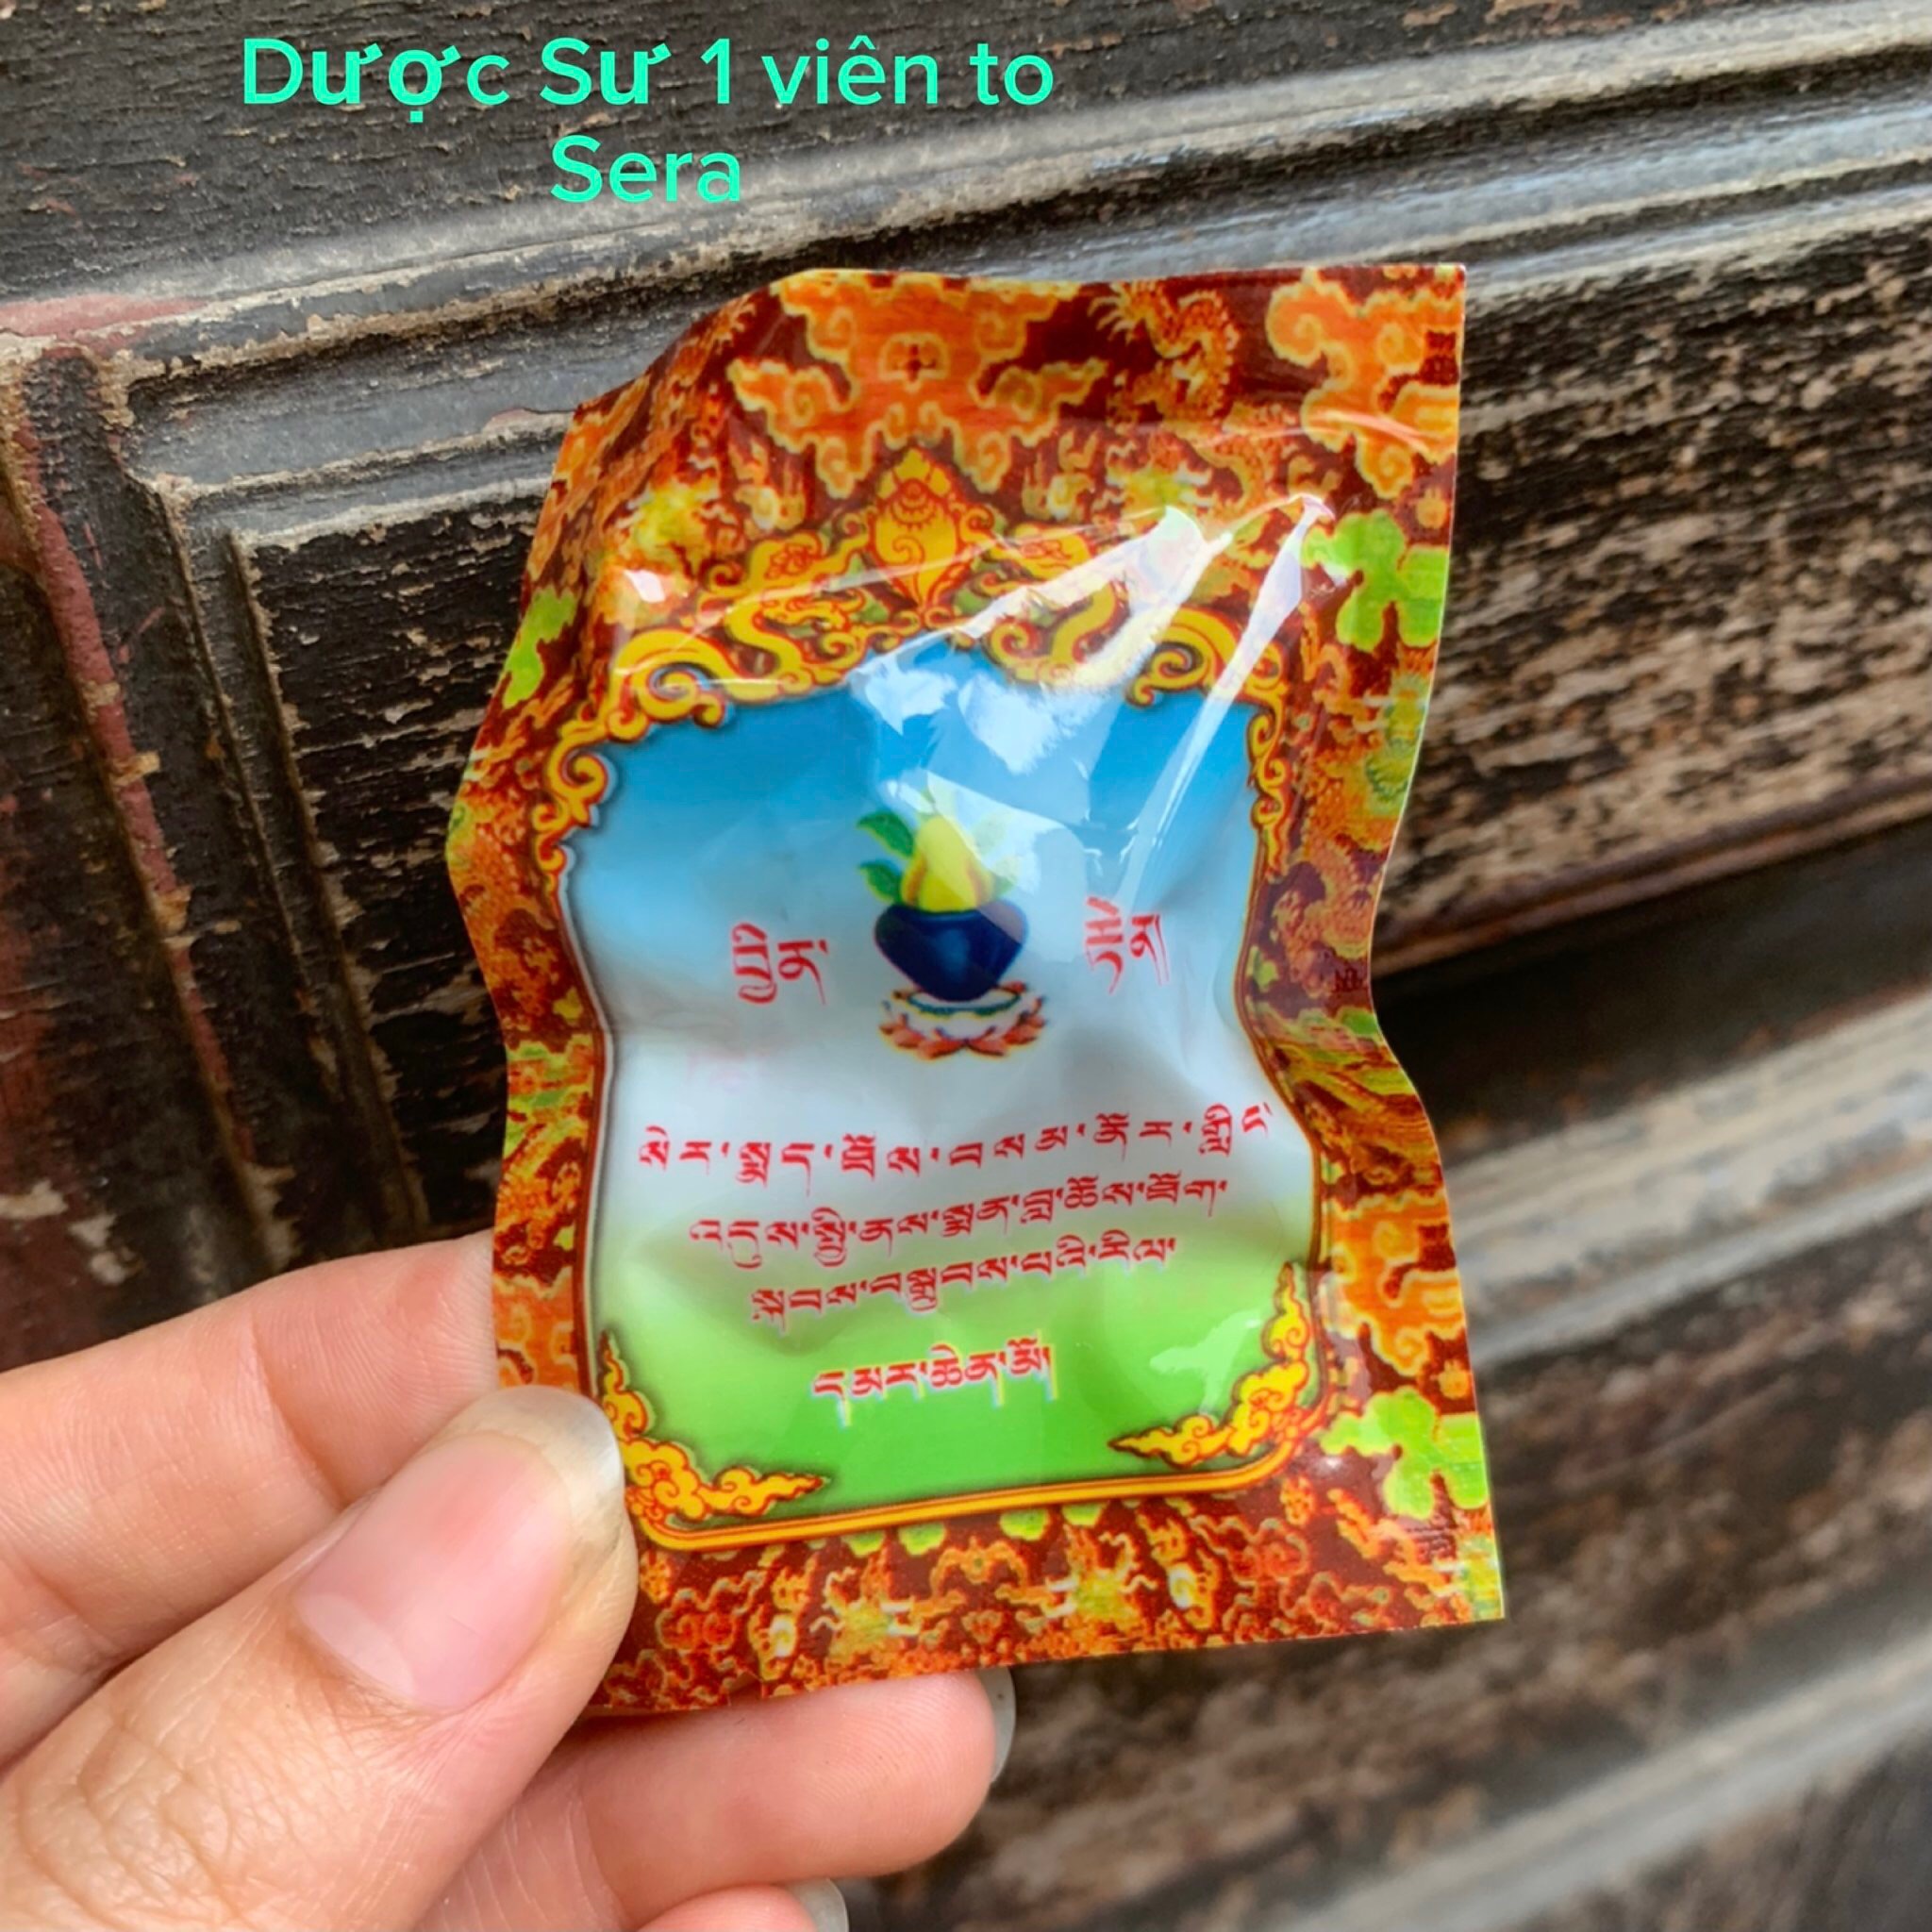 Dược Sư 1 viên to
Sera
སེར་སྨད་ཐོས་བསམ་ནོར་གླིང་
འདུས་སྤྱི་ནས་སྨན་བླ་ཆོས་ཐོག་
སྐབས་བསྒྲུབས་པའི་རིལ་
དམར་ཆེན་མོ།